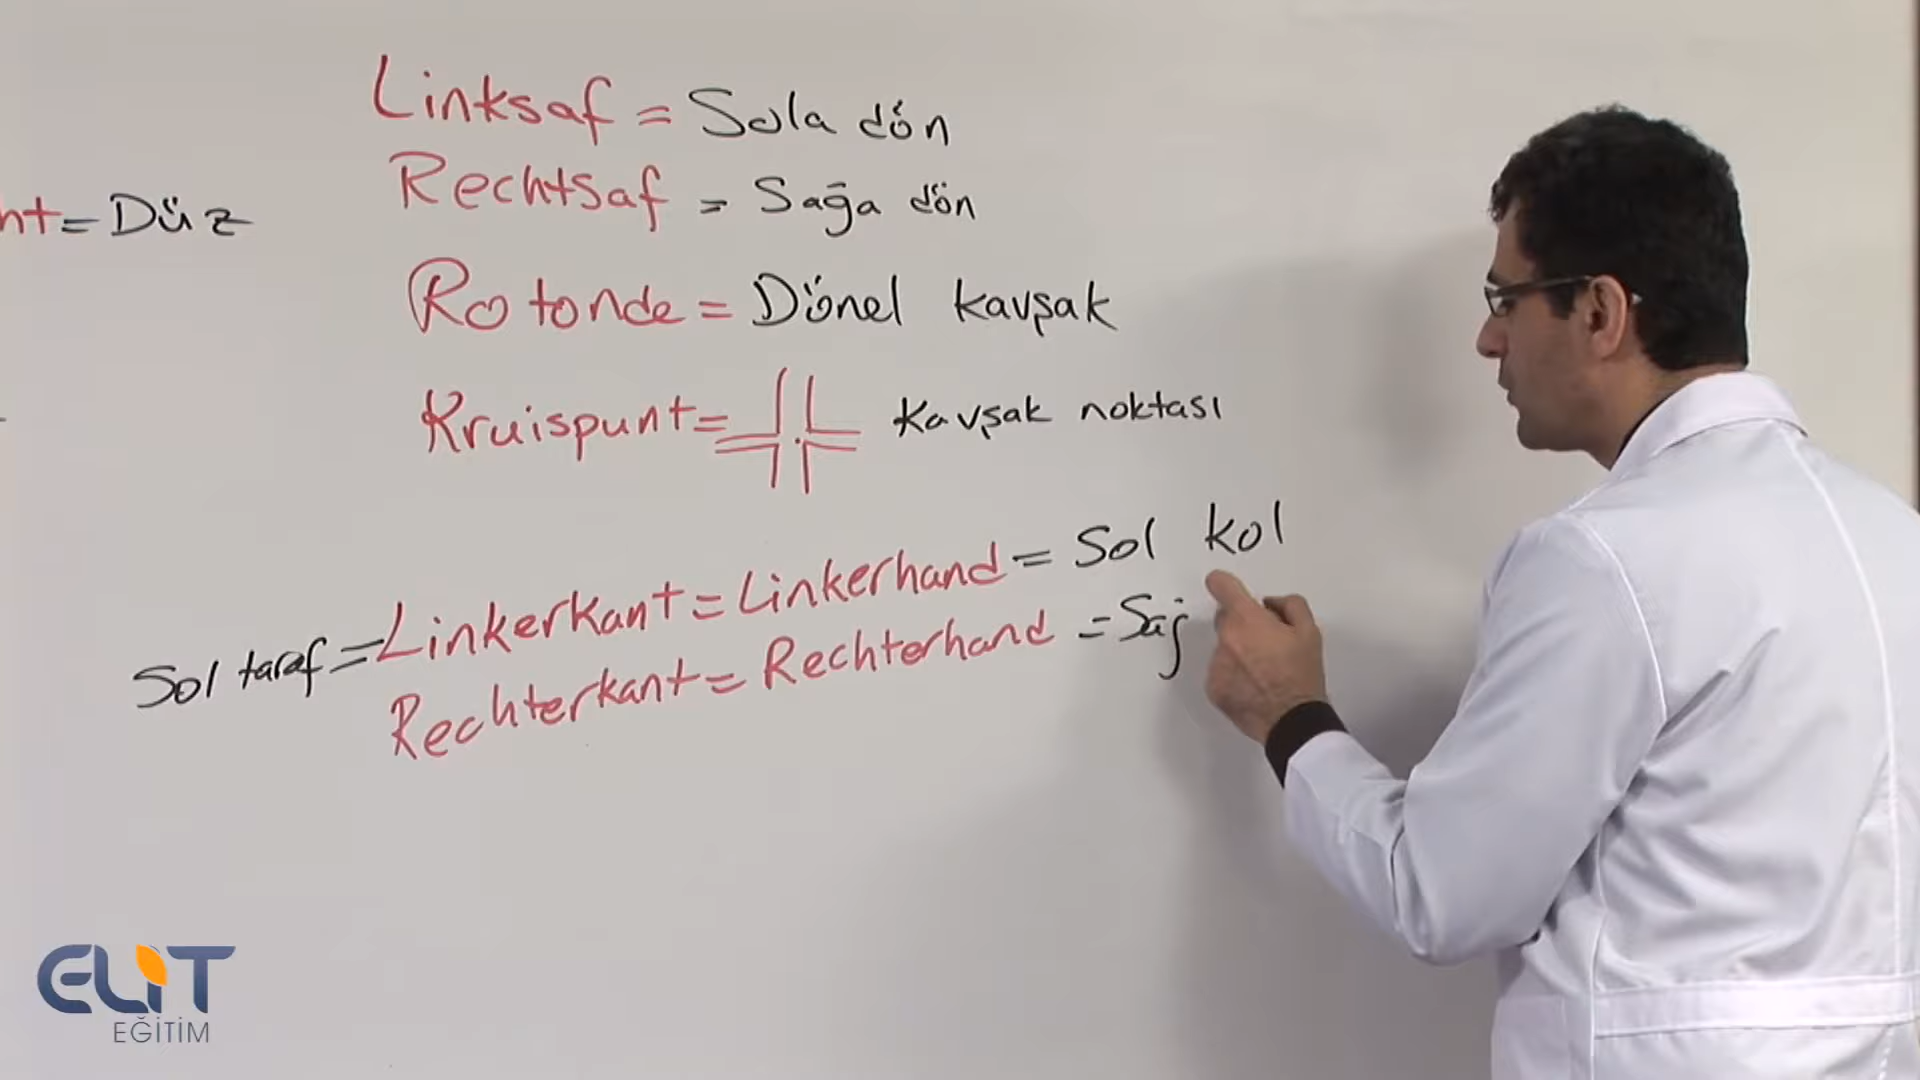 Linksaf = Sola dön
Rechtsaf = Sağa dön
nt = Düz
Rotonde = Dönel kavşak
Kruispunt = Kavşak noktası
Sol taraf = Linkerkant = Linkerhand = Sol kol
Rechterkant = Rechterhand = Sağ
ELiT
EĞİTİM